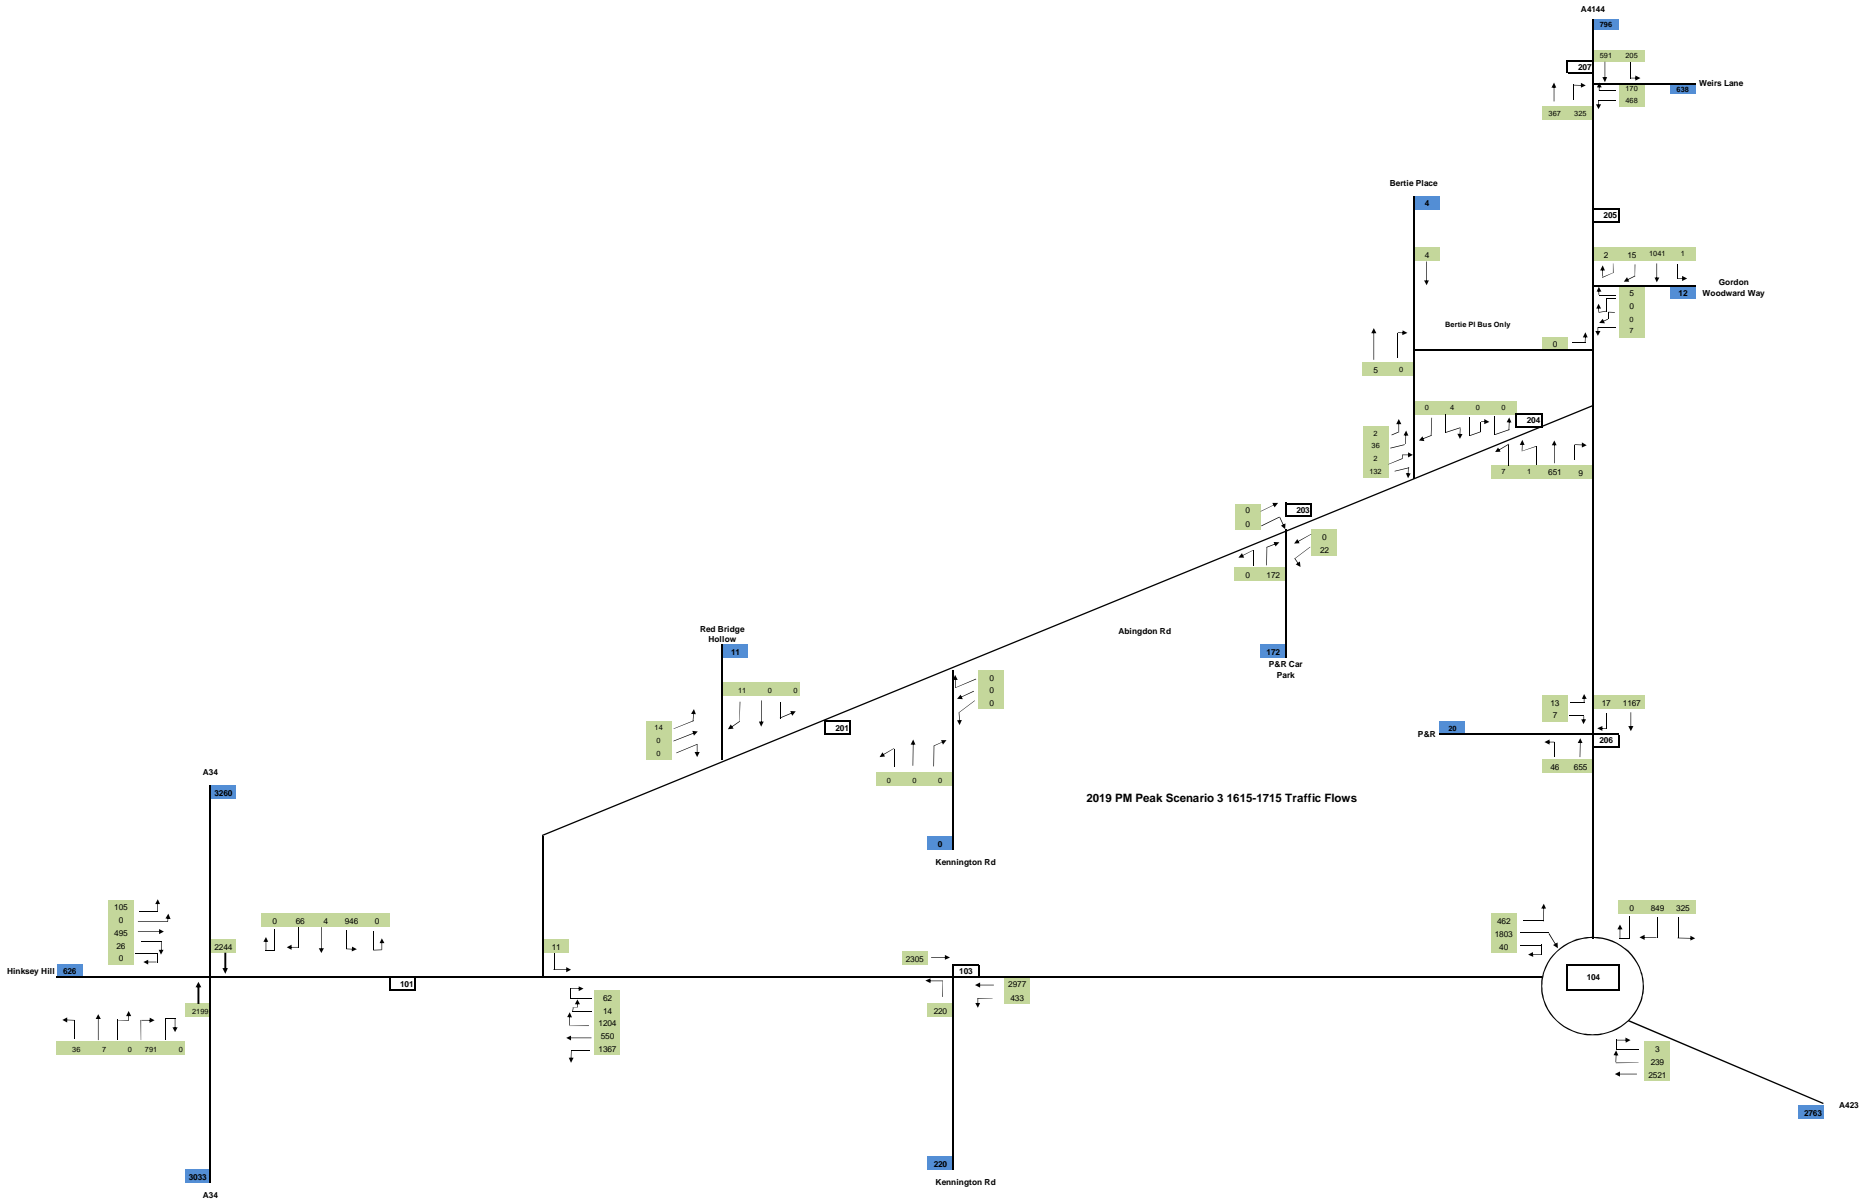 A4144
796
591 205
207
Weirs Lane
170
638
468
367 325
Bertie Place
4
205
4
2 15 1041 1
Gordon
Woodward Way
5
12
0
0
7
Bertie Pl Bus Only
0
5 0
0 4 0 0
204
2
36
2
132
7 1 651 9
0
203
0
0
22
0 172
Abingdon Rd
Red Bridge
Hollow
11
172
P&R Car
Park
0
0
0
11 0 0
14
0
0
201
13
7
17 1167
P&R
20
206
46 655
A34
3260
0 0 0
2019 PM Peak Scenario 3 1615-1715 Traffic Flows
0
Kennington Rd
105
0
495
26
0
0 66 4 946 0
2244
11
2305
462
1803
40
0 849 325
Hinksey Hill
626
101
103
104
2977
433
62
14
1204
550
1367
2199
220
36 7 0 791 0
3
239
2521
A423
2763
220
Kennington Rd
3033
A34